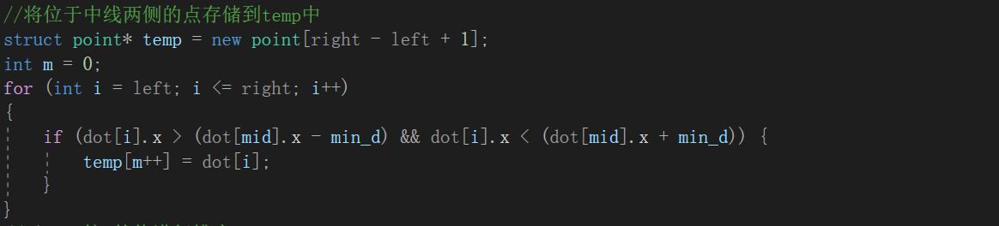 //将位于中线两侧的点存储到temp中
struct point* temp = new point[right - left + 1];
int m = 0;
for (int i = left; i <= right; i++)
{
if (dot[i].x > (dot[mid].x - min_d) && dot[i].x < (dot[mid].x + min_d)) {
temp[m++] = dot[i];
}
}